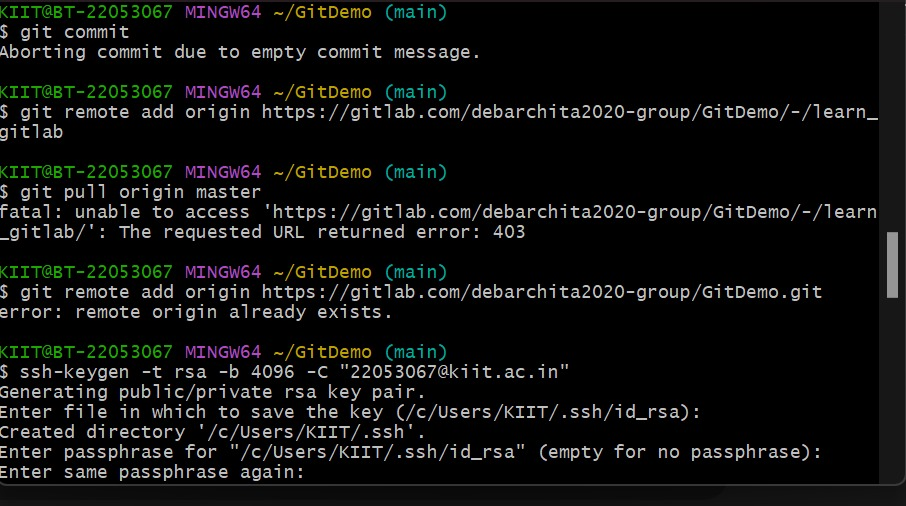 KIIT@BT-22053067 MINGW64 ~/GitDemo (main)
$ git commit
Aborting commit due to empty commit message.
KIIT@BT-22053067 MINGW64 ~/GitDemo (main)
$ git remote add origin https://gitlab.com/debarchita2020-group/GitDemo/-/learn_
gitlab
KIIT@BT-22053067 MINGW64 ~/GitDemo (main)
$ git pull origin master
fatal: unable to access 'https://gitlab.com/debarchita2020-group/GitDemo/-/learn
_gitlab/': The requested URL returned error: 403
KIIT@BT-22053067 MINGW64 ~/GitDemo (main)
$ git remote add origin https://gitlab.com/debarchita2020-group/GitDemo.git
error: remote origin already exists.
KIIT@BT-22053067 MINGW64 ~/GitDemo (main)
$ ssh-keygen -t rsa -b 4096 -C "22053067@kiit.ac.in"
Generating public/private rsa key pair.
Enter file in which to save the key (/c/Users/KIIT/.ssh/id_rsa):
Created directory '/c/Users/KIIT/.ssh'.
Enter passphrase for "/c/Users/KIIT/.ssh/id_rsa" (empty for no passphrase):
Enter same passphrase again: